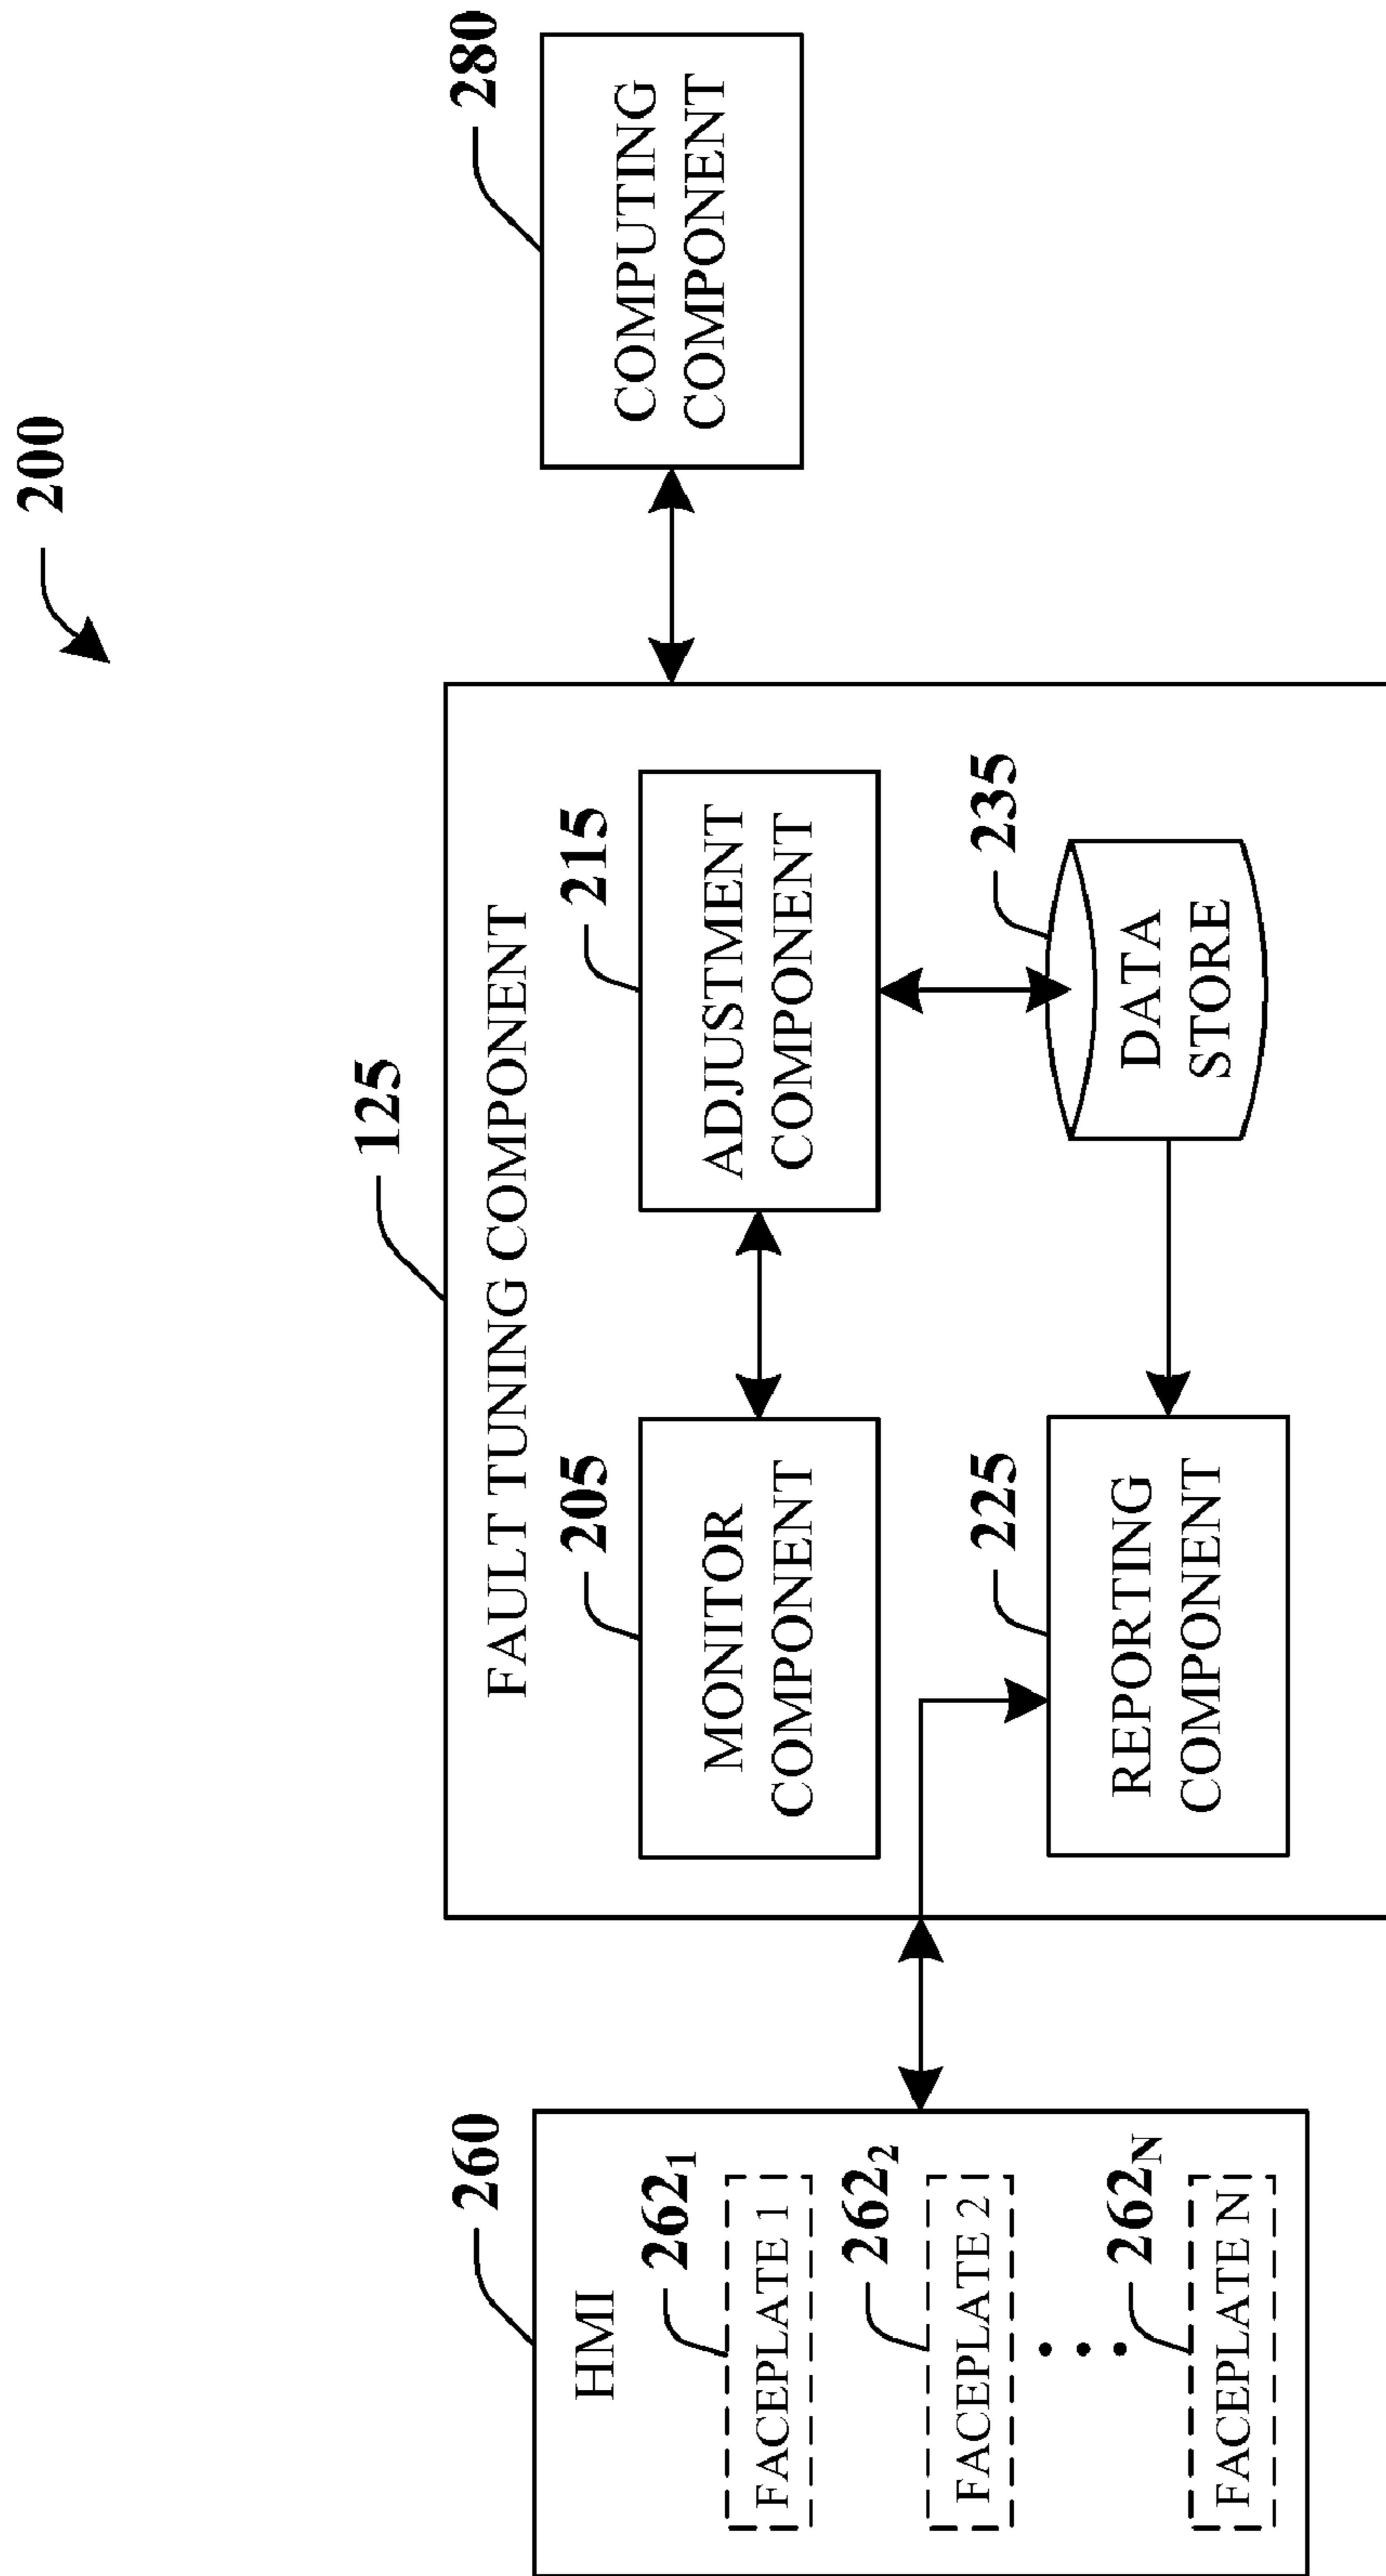 200
260
HMI
262₁
FACEPLATE 1
262₂
FACEPLATE 2
262N
FACEPLATE N
125
FAULT TUNING COMPONENT
205
MONITOR
COMPONENT
215
ADJUSTMENT
COMPONENT
225
REPORTING
COMPONENT
235
DATA
STORE
280
COMPUTING
COMPONENT